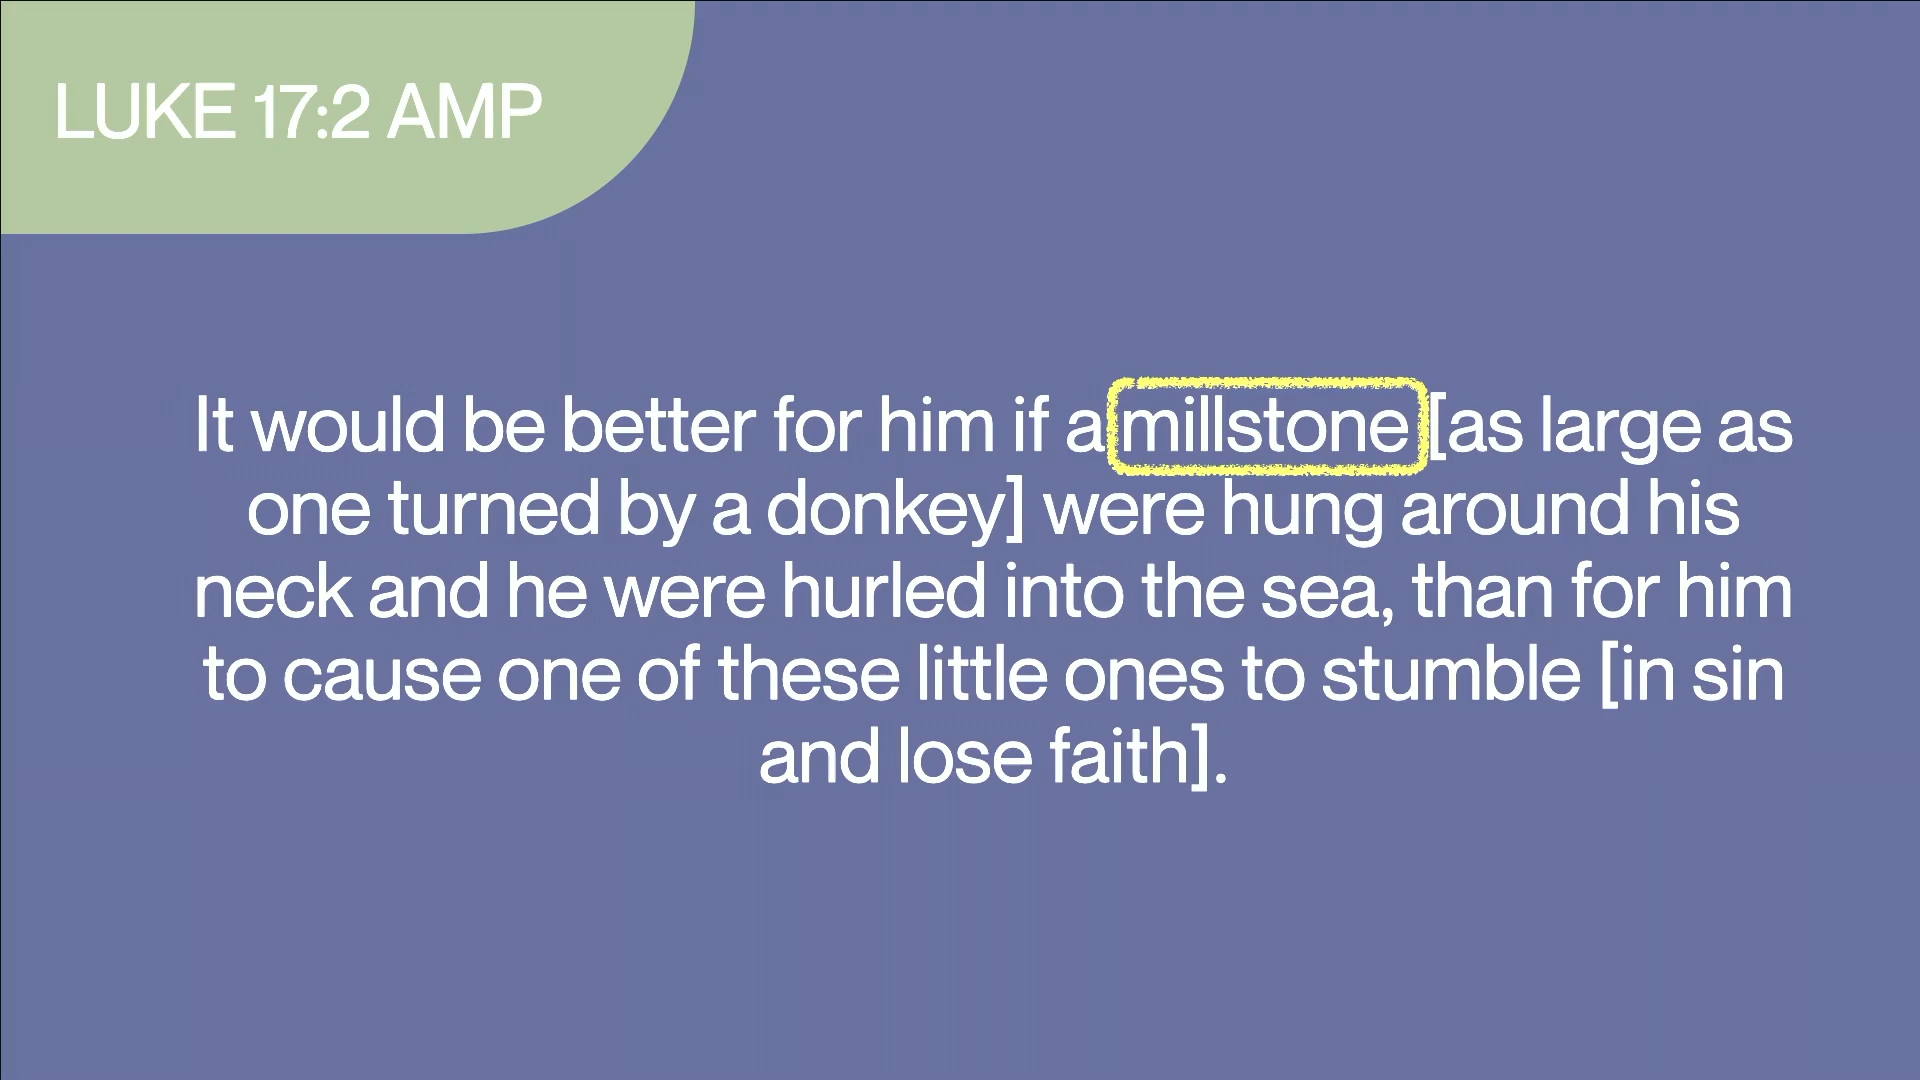 LUKE 17:2 AMP
It would be better for him if a millstone [as large as
one turned by a donkey] were hung around his
neck and he were hurled into the sea, than for him
to cause one of these little ones to stumble [in sin
and lose faith].